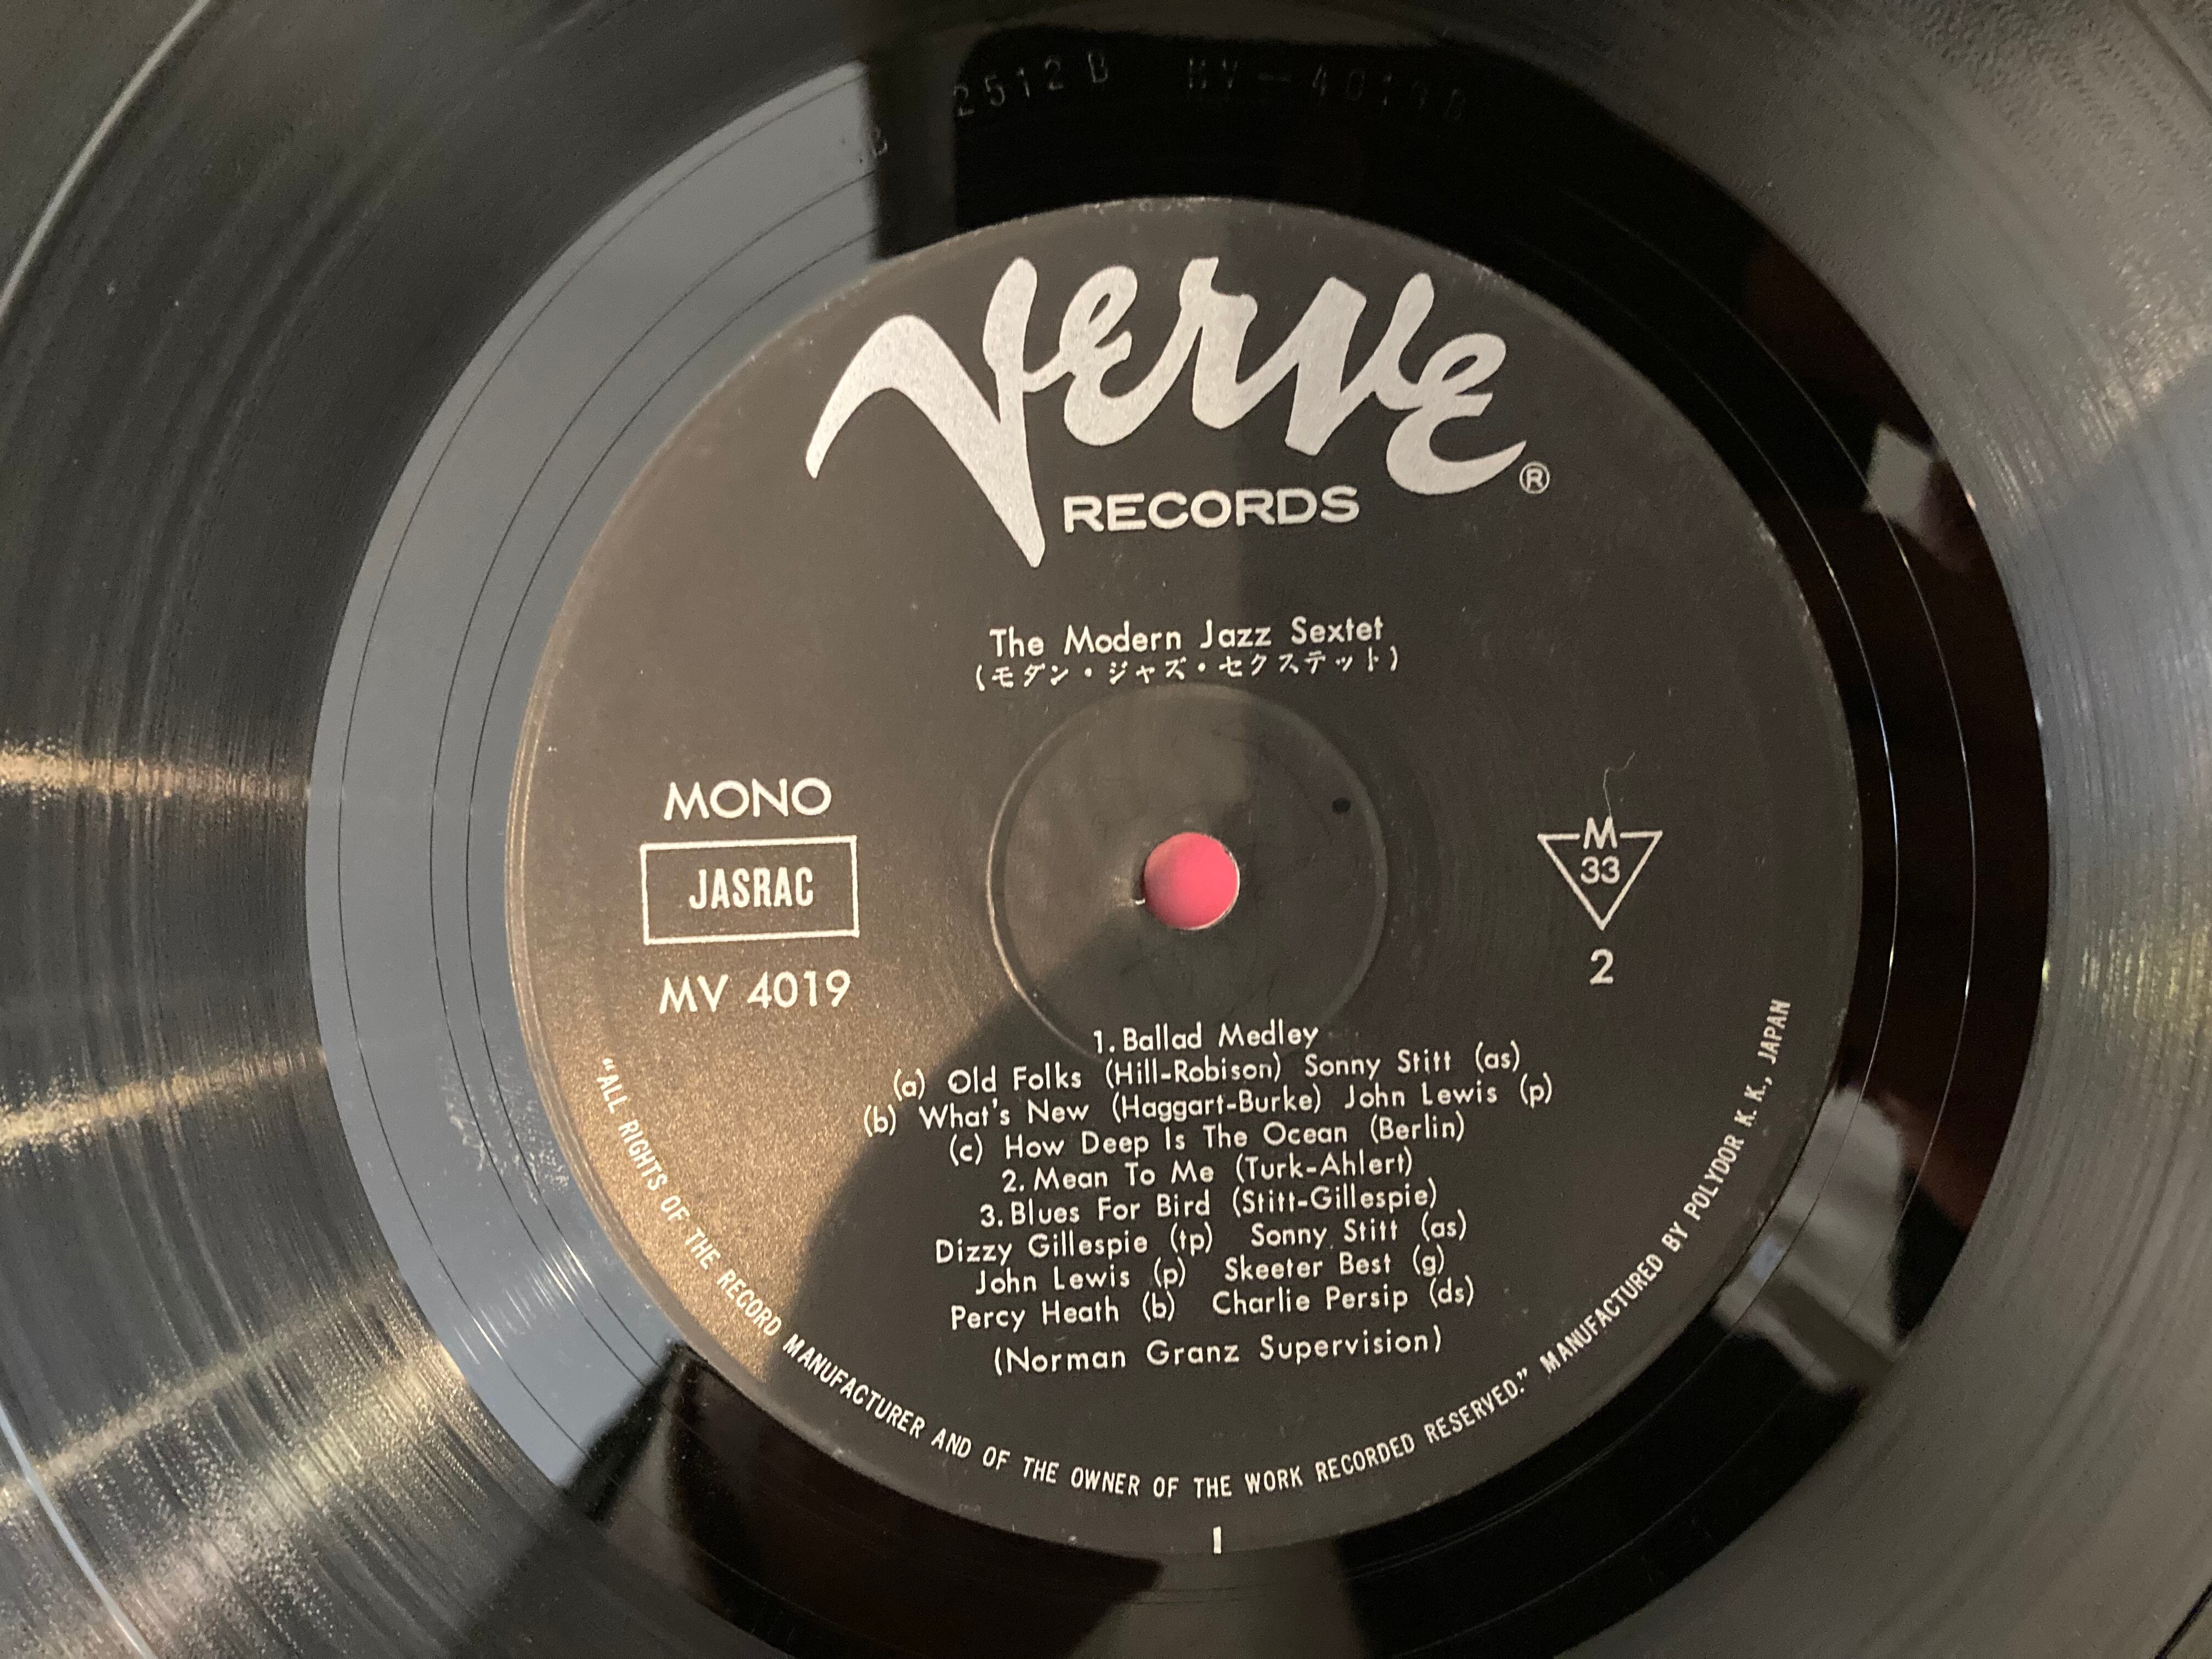 2512 B MV-4019 B
Verve
RECORDS ®
The Modern Jazz Sextet
(モダン・ジャズ・セクステット)
MONO
JASRAC
MV 4019
M
33
2
1. Ballad Medley
(a) Old Folks (Hill-Robison) Sonny Stitt (as)
(b) What's New (Haggart-Burke) John Lewis (p)
(c) How Deep Is The Ocean (Berlin)
2. Mean To Me (Turk-Ahlert)
3. Blues For Bird (Stitt-Gillespie)
Dizzy Gillespie (tp) Sonny Stitt (as)
John Lewis (p) Skeeter Best (g)
Percy Heath (b) Charlie Persip (ds)
(Norman Granz Supervision)
"ALL RIGHTS OF THE RECORD MANUFACTURER AND OF THE OWNER OF THE WORK RECORDED RESERVED." MANUFACTURED BY POLYDOR K. K., JAPAN